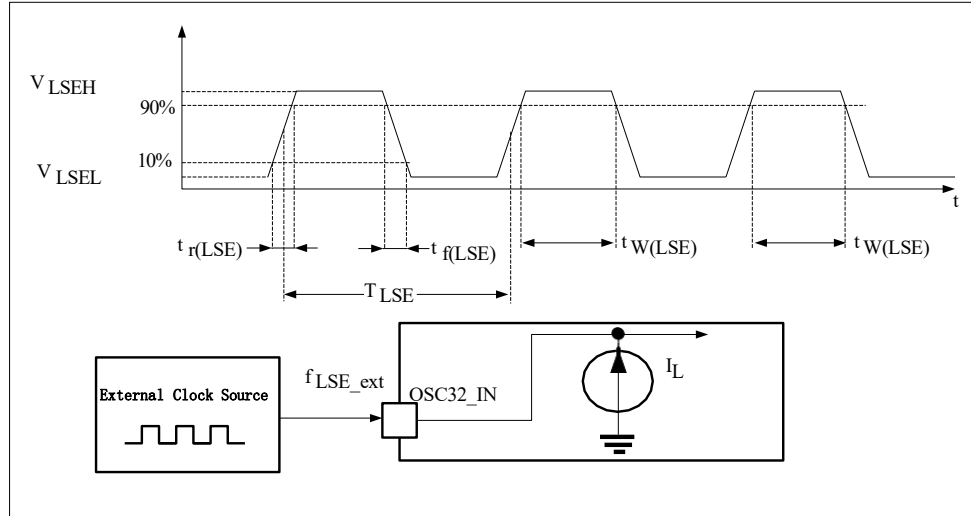 V LSEH
90%
10%
V LSEL
t
t r(LSE)
t f(LSE)
t W(LSE)
t W(LSE)
T LSE
f LSE_ext
OSC32_IN
I L
External Clock Source